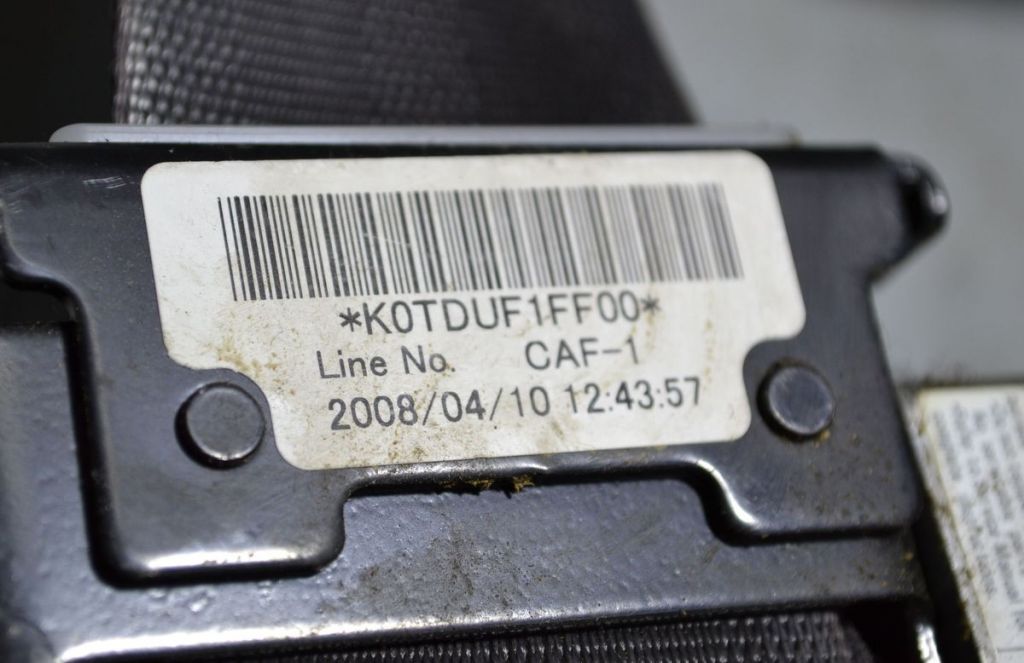 *K0TDUF1FF00*
Line No. CAF-1
2008/04/10 12:43:57